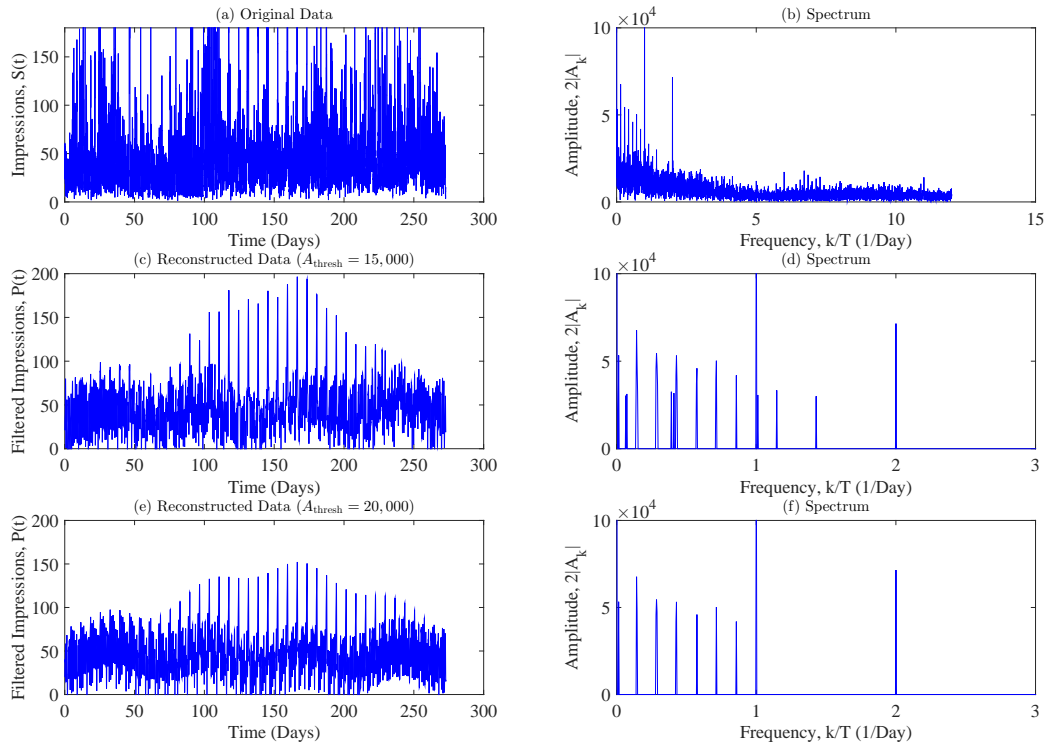 (a) Original Data
Impressions, S(t)
180
150
100
50
0
0 50 100 150 200 250 300
Time (Days)
(b) Spectrum
×10^4
Amplitude, 2|A_k|
10
5
0
0 5 10 15
Frequency, k/T (1/Day)
(c) Reconstructed Data (A_thresh = 15,000)
Filtered Impressions, P(t)
200
150
100
50
0
0 50 100 150 200 250 300
Time (Days)
(d) Spectrum
×10^4
Amplitude, 2|A_k|
10
5
0
0 1 2 3
Frequency, k/T (1/Day)
(e) Reconstructed Data (A_thresh = 20,000)
Filtered Impressions, P(t)
200
150
100
50
0
0 50 100 150 200 250 300
Time (Days)
(f) Spectrum
×10^4
Amplitude, 2|A_k|
10
5
0
0 1 2 3
Frequency, k/T (1/Day)